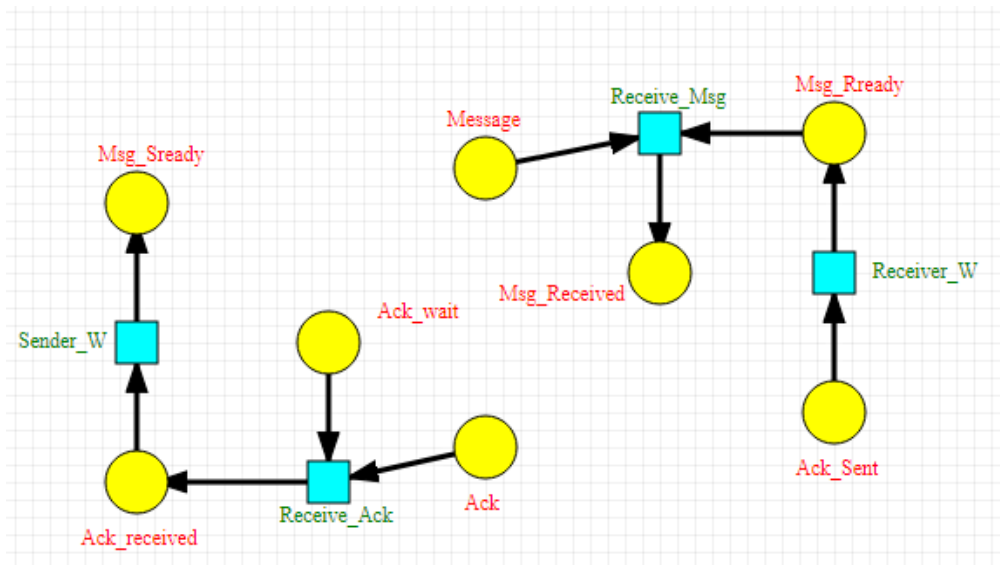 Msg_Rready
Receive_Msg
Message
Msg_Sready
Receiver_W
Msg_Received
Ack_wait
Sender_W
Ack_Sent
Ack
Receive_Ack
Ack_received